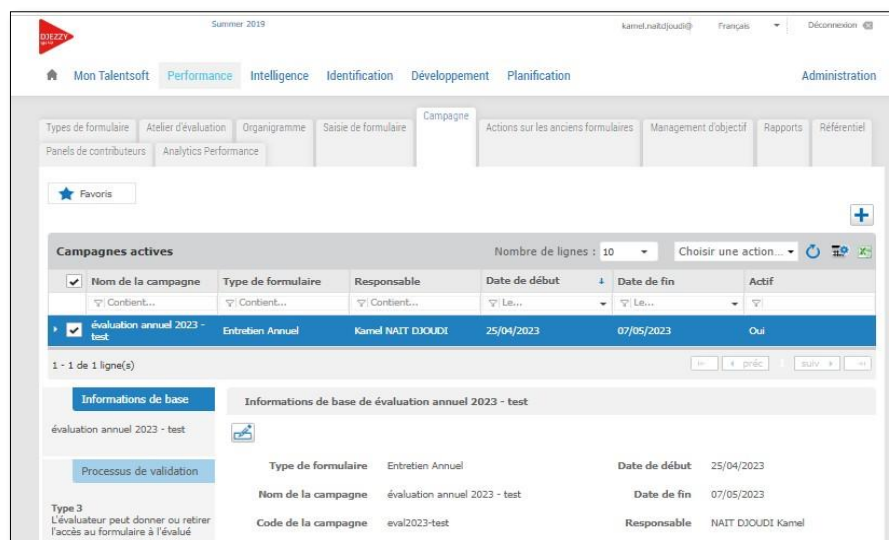 DJEZZY
Summer 2019
kamel.naitdjoudi@ Français Déconnexion
Mon Talentsoft Performance Intelligence Identification Développement Planification Administration
Types de formulaire Atelier d'évaluation Organigramme Saisie de formulaire Campagne Actions sur les anciens formulaires Management d'objectif Rapports Référentiel
Panels de contributeurs Analytics Performance
Favoris
Campagnes actives Nombre de lignes : 10 Choisir une action...
Nom de la campagne Type de formulaire Responsable Date de début Date de fin Actif
Contient... Contient... Contient... Le... Le...
évaluation annuel 2023 - test Entretien Annuel Kamel NAIT DJOUDI 25/04/2023 07/05/2023 Oui
1 - 1 de 1 ligne(s) préc 1 suiv
Informations de base Informations de base de évaluation annuel 2023 - test
évaluation annuel 2023 - test
Processus de validation
Type de formulaire Entretien Annuel Date de début 25/04/2023
Nom de la campagne évaluation annuel 2023 - test Date de fin 07/05/2023
Type 3
L'évaluateur peut donner ou retirer
l'accès au formulaire à l'évalué
Code de la campagne eval2023-test Responsable NAIT DJOUDI Kamel